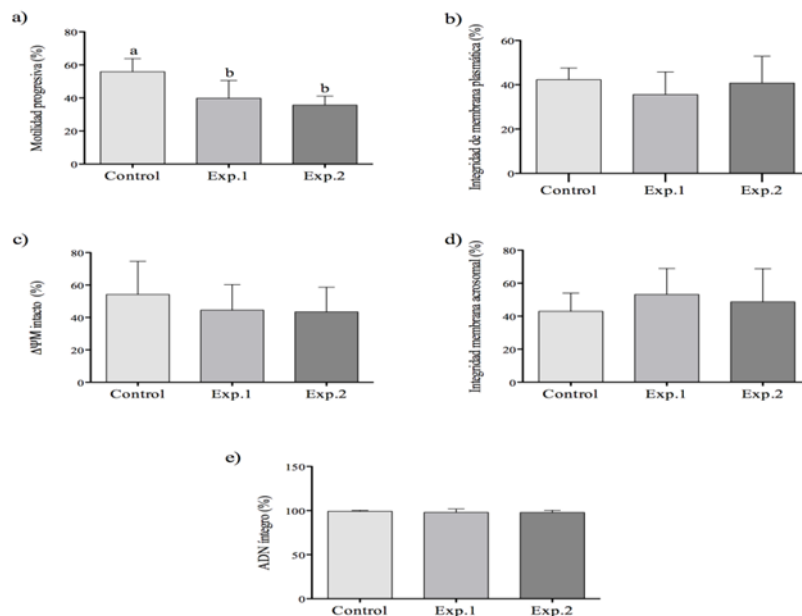 a)
Motilidad progresiva (%)
80
60
40
20
0
a
b
b
Control Exp.1 Exp.2
b)
Integridad de membrana plasmática (%)
60
40
20
0
Control Exp.1 Exp.2
c)
ΔΨM intacto (%)
80
60
40
20
0
Control Exp.1 Exp.2
d)
Integridad membrana acrosomal (%)
80
60
40
20
0
Control Exp.1 Exp.2
e)
ADN íntegro (%)
150
100
50
0
Control Exp.1 Exp.2